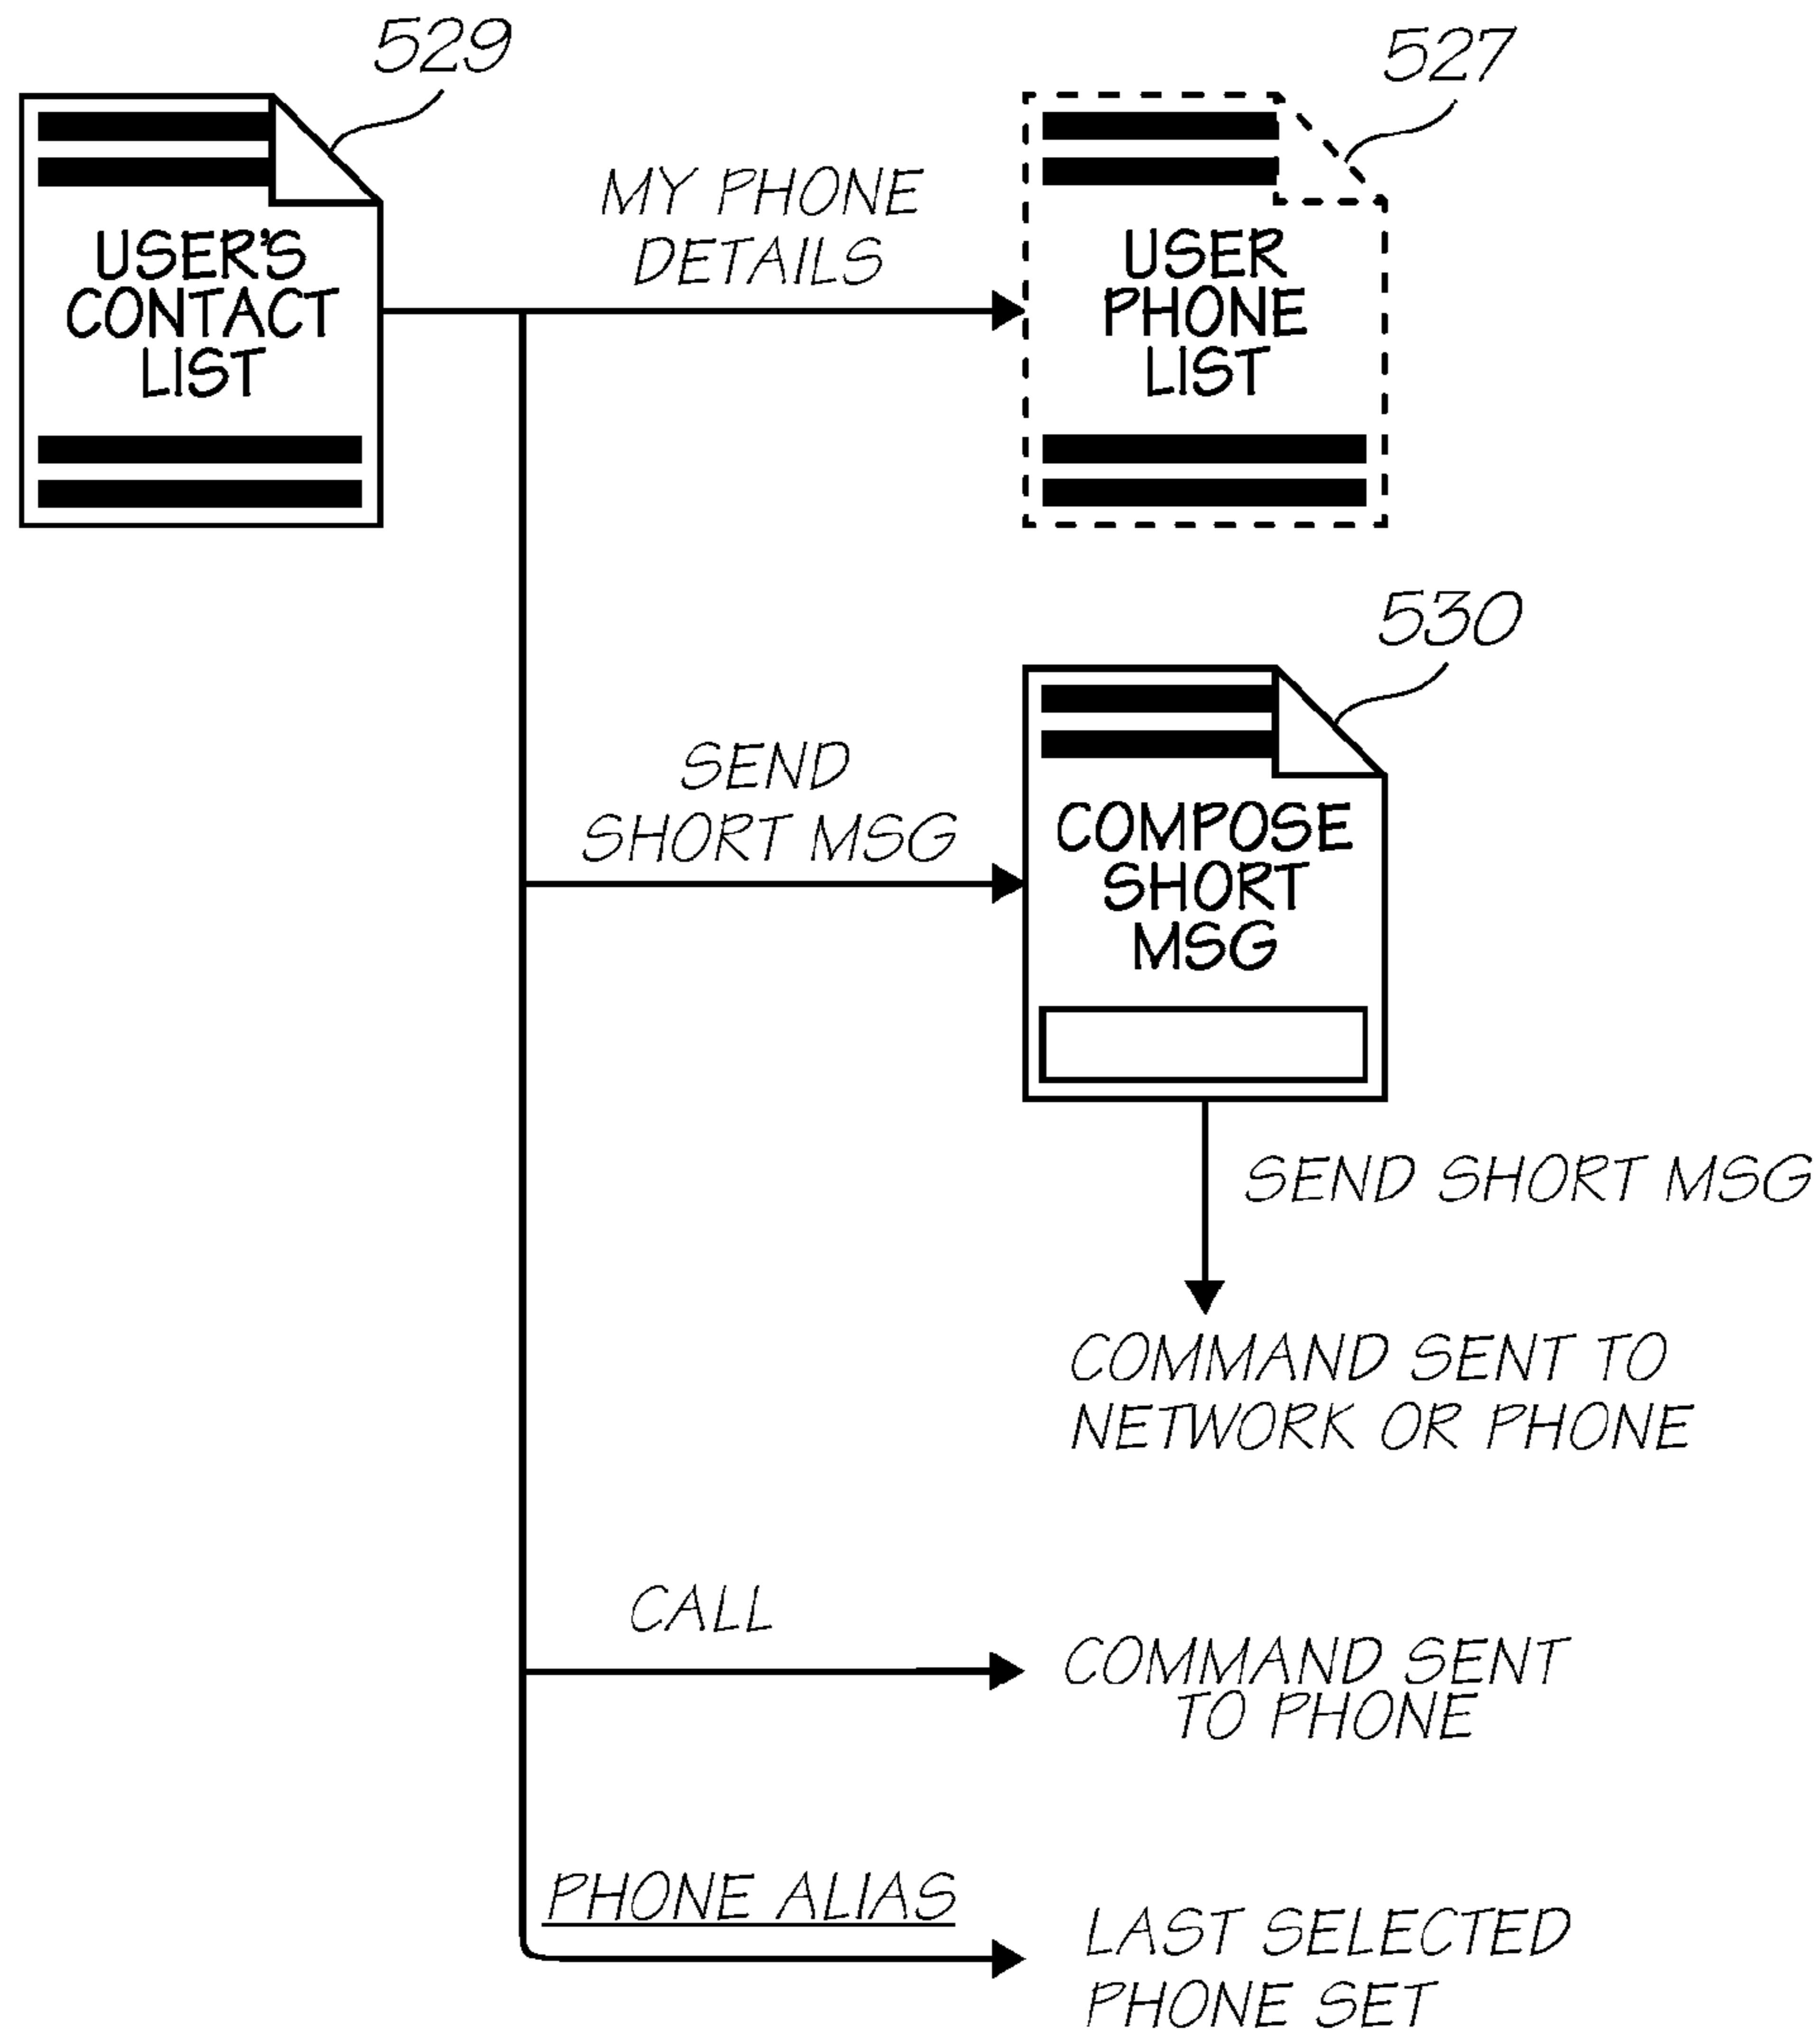 529
527
USER'S
CONTACT
LIST
MY PHONE
DETAILS
USER
PHONE
LIST
530
SEND
SHORT MSG
COMPOSE
SHORT
MSG
SEND SHORT MSG
COMMAND SENT TO
NETWORK OR PHONE
CALL
COMMAND SENT
TO PHONE
PHONE ALIAS
LAST SELECTED
PHONE SET